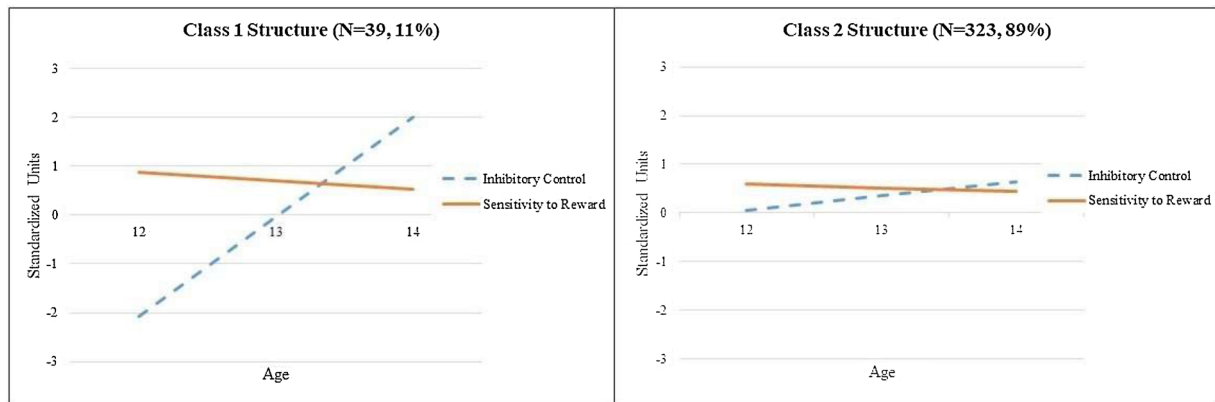 Class 1 Structure (N=39, 11%)
3
2
1
0
-1
-2
-3
Standardized Units
12 13 14
Age
Inhibitory Control
Sensitivity to Reward
Class 2 Structure (N=323, 89%)
3
2
1
0
-1
-2
-3
Standardized Units
12 13 14
Age
Inhibitory Control
Sensitivity to Reward